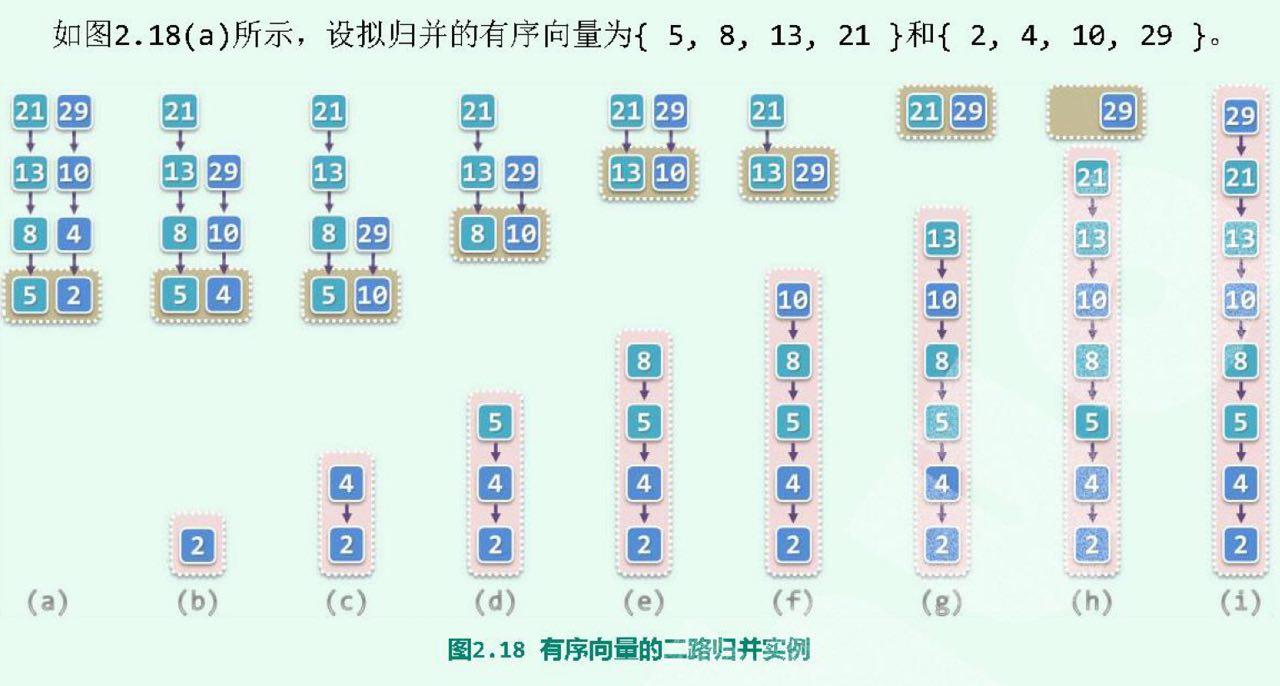 如图2.18(a)所示，设拟归并的有序向量为{ 5, 8, 13, 21 }和{ 2, 4, 10, 29 }。
21 29 21 21 21 21 29 21 21 29 29 29
13 10 13 29 13 13 29 13 10 13 29 21 21
8 4 8 10 8 29 8 10 13 13 13
5 2 5 4 5 10 10 10 10 10
8 8 8 8 8
5 5 5 5 5 5
4 4 4 4 4 4 4
2 2 2 2 2 2 2 2
(a) (b) (c) (d) (e) (f) (g) (h) (i)
图2.18 有序向量的二路归并实例